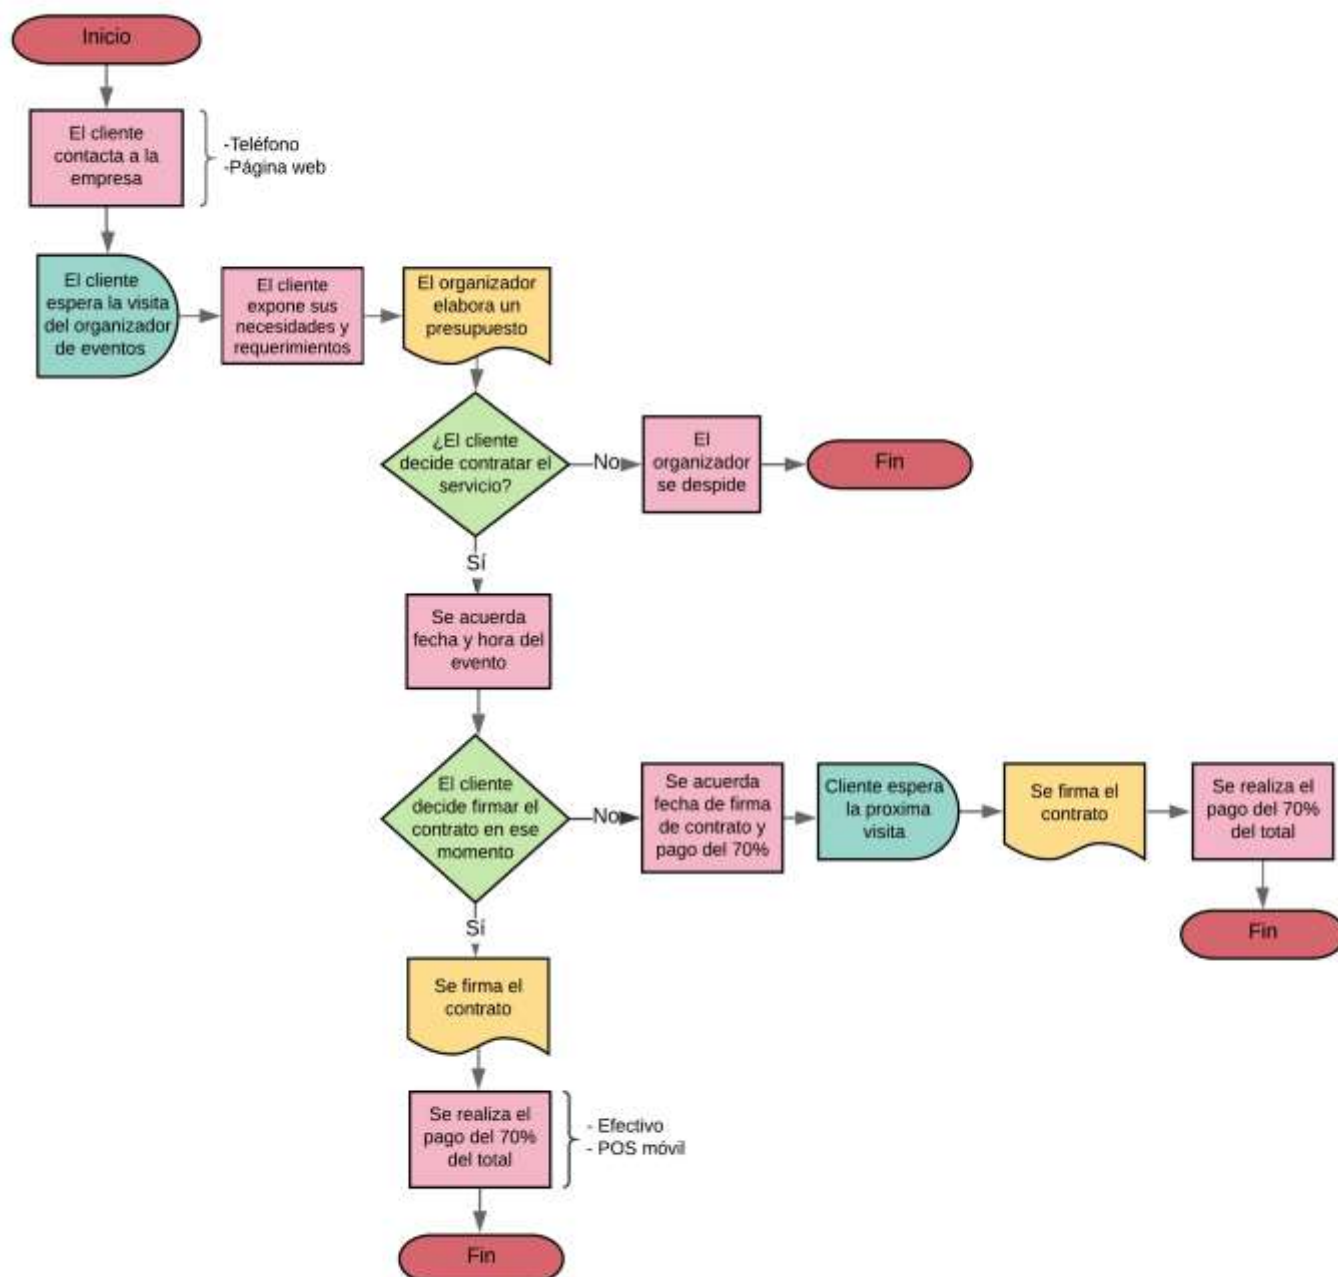 Inicio
El cliente
contacta a la
empresa
-Teléfono
-Página web
El cliente
espera la visita
del organizador
de eventos
El cliente
expone sus
necesidades y
requerimientos
El organizador
elabora un
presupuesto
¿El cliente
decide contratar el
servicio?
No
El
organizador
se despide
Fin
Sí
Se acuerda
fecha y hora del
evento
El cliente
decide firmar el
contrato en ese
momento
No
Se acuerda
fecha de firma
de contrato y
pago del 70%
Cliente espera
la proxima
visita
Se firma el
contrato
Se realiza el
pago del 70%
del total
Fin
Sí
Se firma el
contrato
Se realiza el
pago del 70%
del total
- Efectivo
- POS móvil
Fin